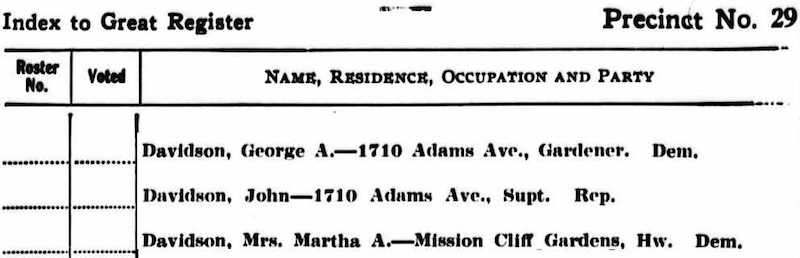 Index to Great Register Precinct No. 29
Roster No. Voted NAME, RESIDENCE, OCCUPATION AND PARTY
Davidson, George A.—1710 Adams Ave., Gardener. Dem.
Davidson, John—1710 Adams Ave., Supt. Rep.
Davidson, Mrs. Martha A.—Mission Cliff Gardens, Hw. Dem.